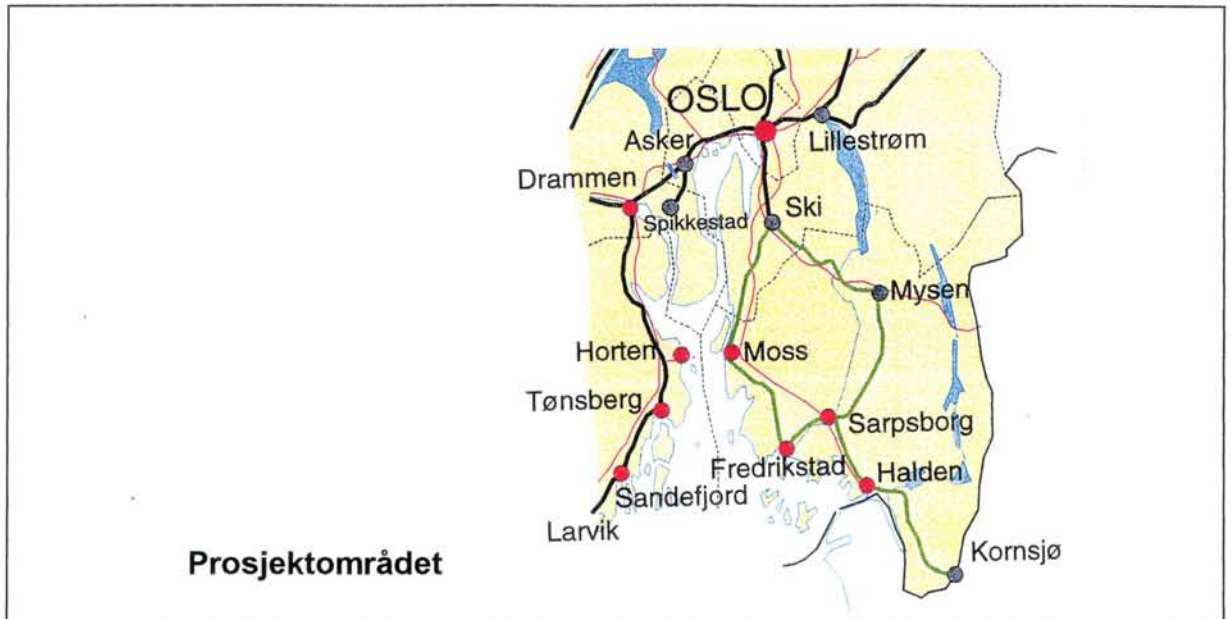 OSLO
Asker
Lillestrøm
Drammen
Spikkestad
Ski
Mysen
Horten
Moss
Tønsberg
Sarpsborg
Fredrikstad
Halden
Sandefjord
Larvik
Kornsjø
Prosjektområdet